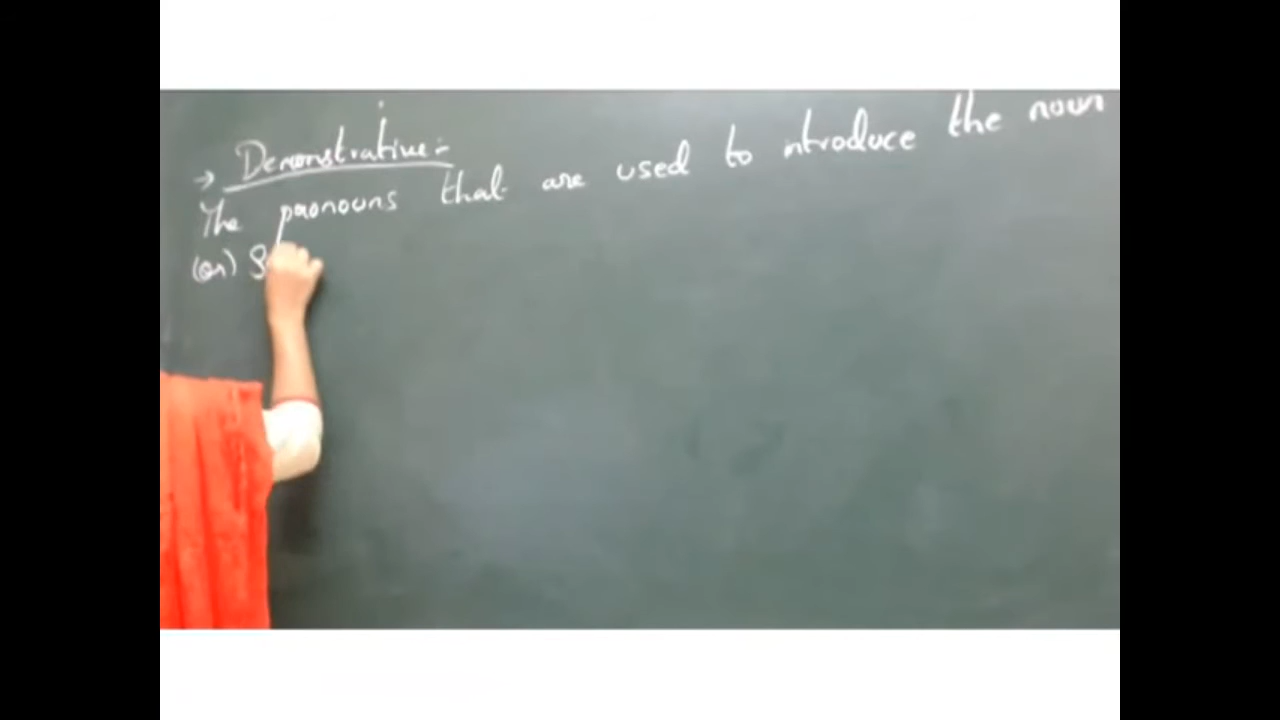 → Demonstrative:-
The pronouns that are used to introduce the noun
(or)